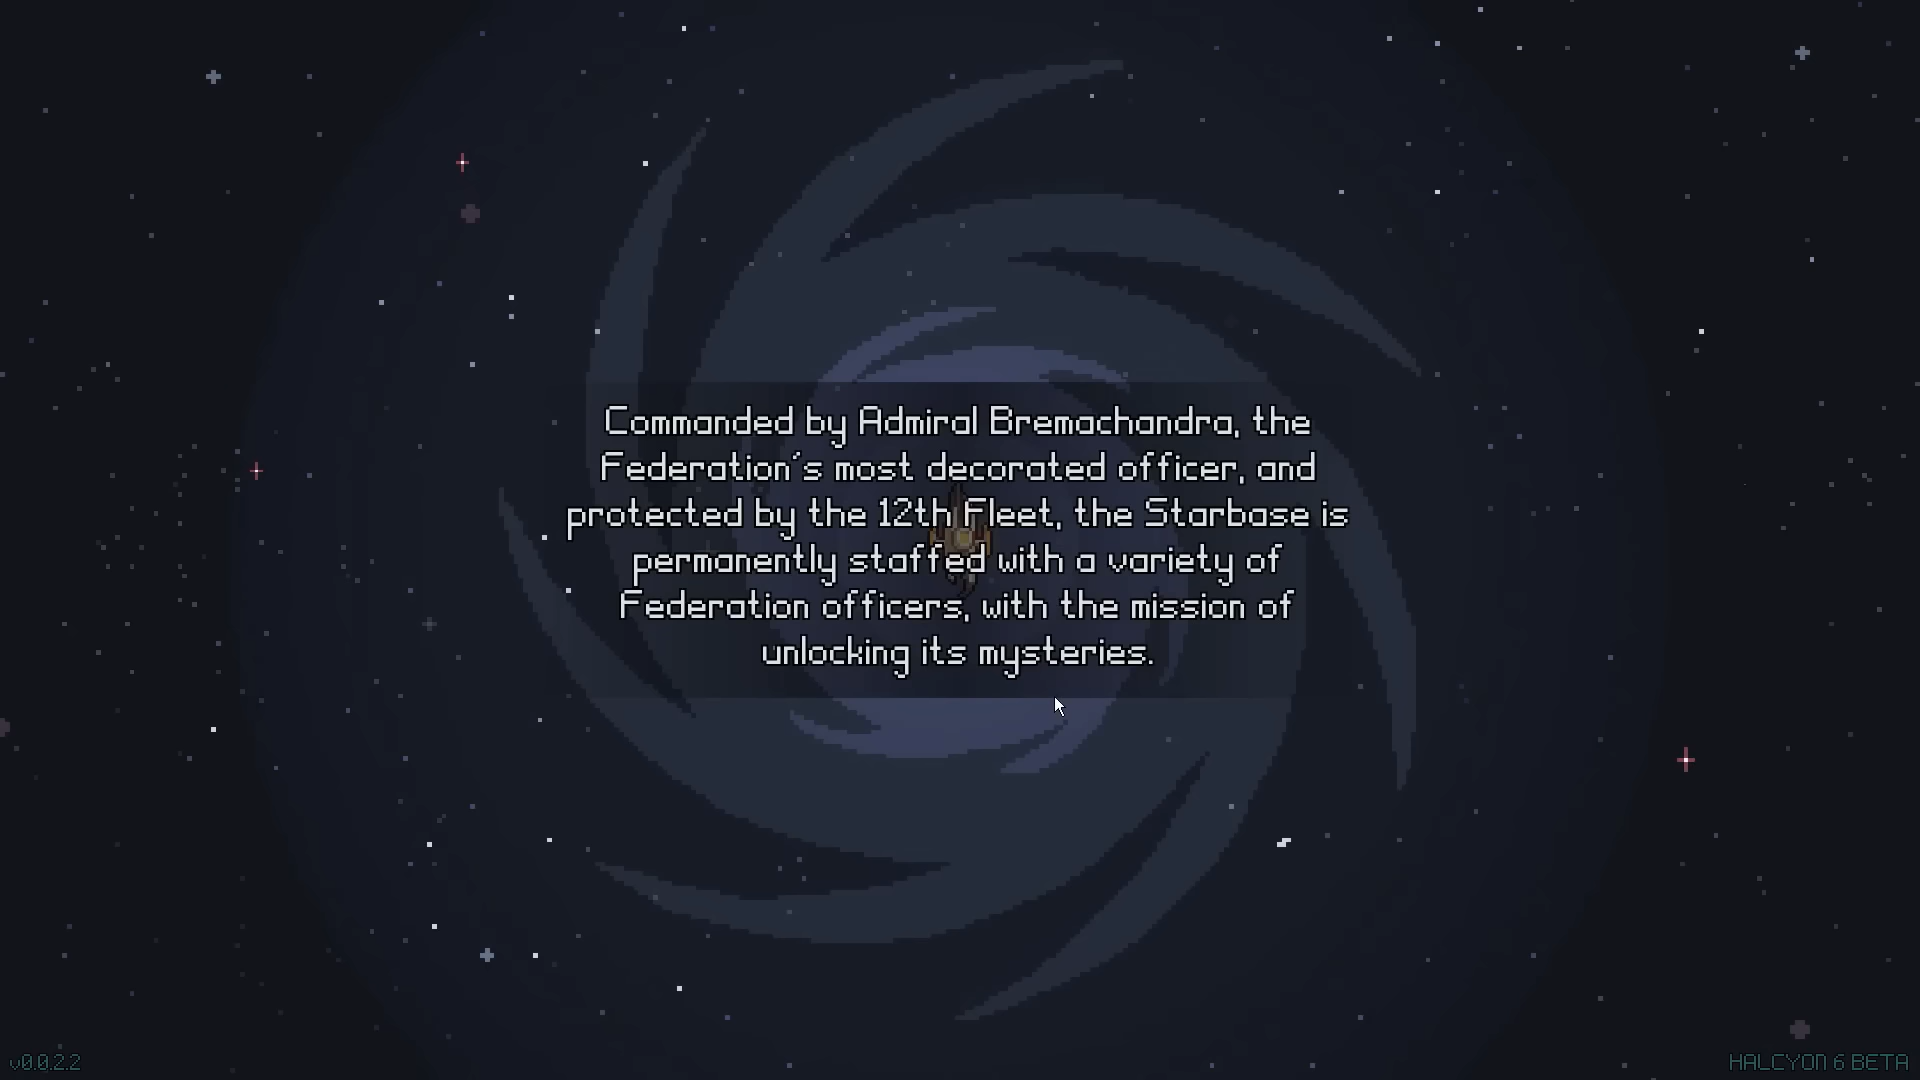 Commanded by Admiral Bremachandra, the
Federation's most decorated officer, and
protected by the 12th Fleet, the Starbase is
permanently staffed with a variety of
Federation officers, with the mission of
unlocking its mysteries.
v0.0.2.2
HALCYON 6 BETA